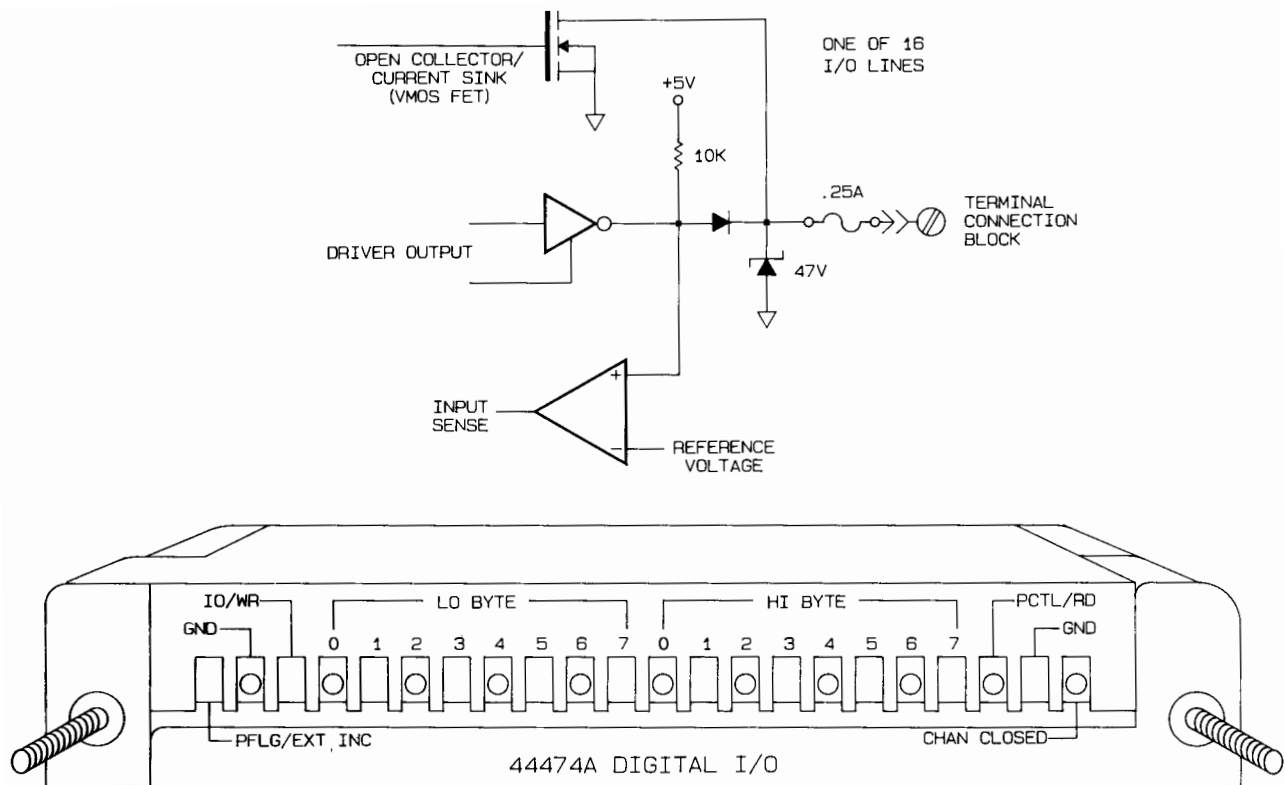 OPEN COLLECTOR/
CURRENT SINK
(VMOS FET)
ONE OF 16
I/O LINES
+5V
10K
.25A
TERMINAL
CONNECTION
BLOCK
DRIVER OUTPUT
47V
+
INPUT
SENSE
−
REFERENCE
VOLTAGE
IO/WR
LO BYTE
HI BYTE
PCTL/RD
GND
GND
0 1 2 3 4 5 6 7 0 1 2 3 4 5 6 7
PFLG/EXT INC
CHAN CLOSED
44474A DIGITAL I/O